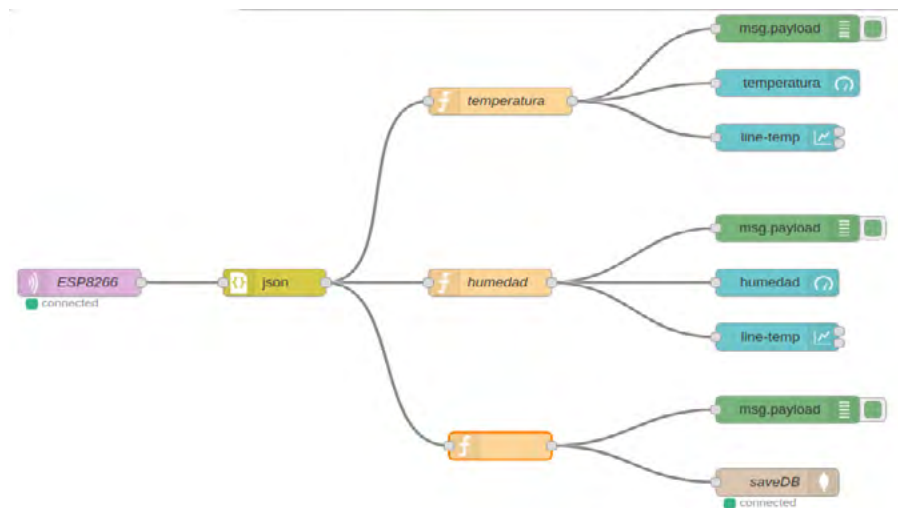 msg.payload
temperatura
temperatura
line-temp
msg.payload
ESP8266
connected
json
humedad
humedad
line-temp
msg.payload
saveDB
connected